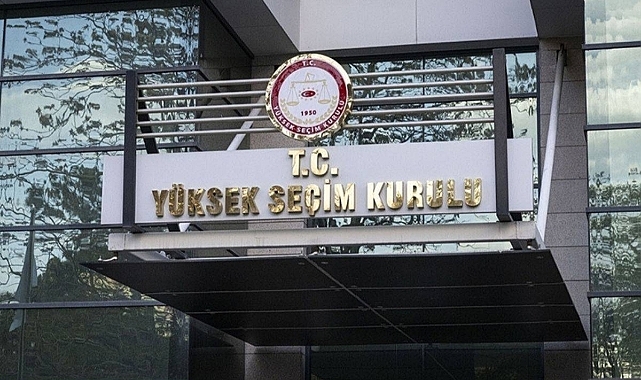 T.C.
YÜKSEK SEÇİM KURULU
1950
T.C.
YÜKSEK SEÇİM KURULU